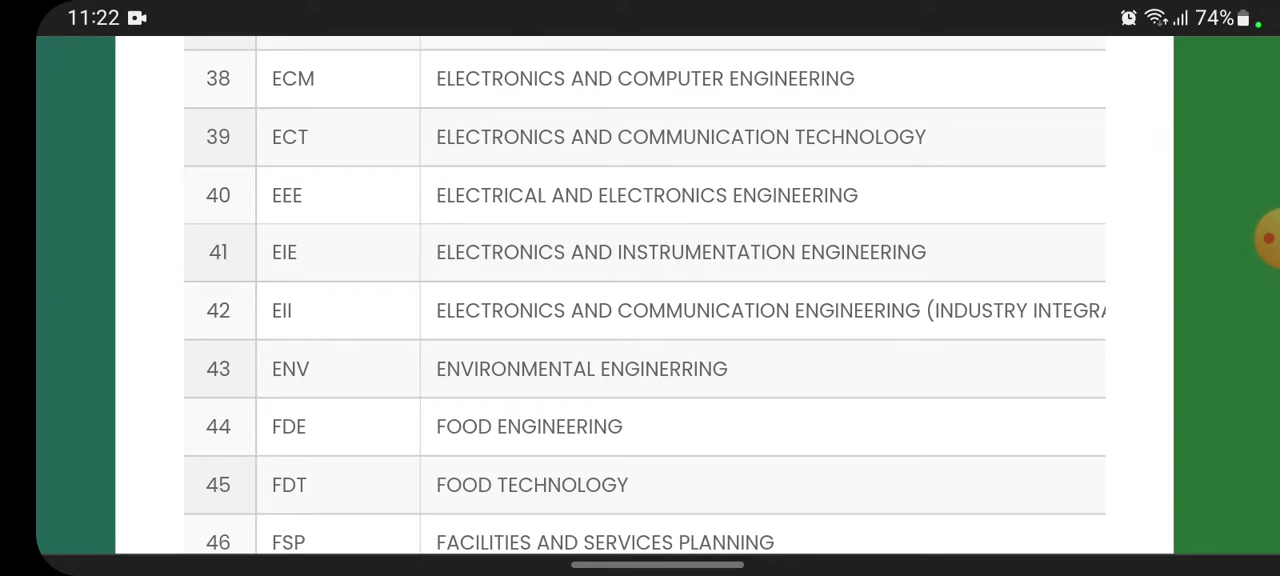 11:22 74%
38 ECM ELECTRONICS AND COMPUTER ENGINEERING
39 ECT ELECTRONICS AND COMMUNICATION TECHNOLOGY
40 EEE ELECTRICAL AND ELECTRONICS ENGINEERING
41 EIE ELECTRONICS AND INSTRUMENTATION ENGINEERING
42 EII ELECTRONICS AND COMMUNICATION ENGINEERING (INDUSTRY INTEGRA
43 ENV ENVIRONMENTAL ENGINERRING
44 FDE FOOD ENGINEERING
45 FDT FOOD TECHNOLOGY
46 FSP FACILITIES AND SERVICES PLANNING